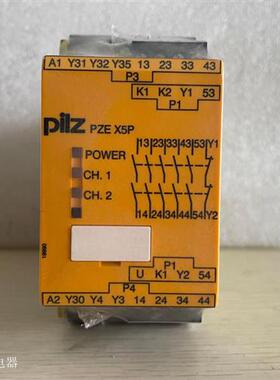 A1 Y31 Y32 Y35 13 23 33 43
P3
K1 K2 Y1 53
P1
pilz PZE X5P
13 23 33 43 53 Y1
POWER
CH. 1
CH. 2
14 24 34 44 54 Y2
P1
U K1 Y2 54
P4
A2 Y30 Y4 Y3 14 24 34 44
电器